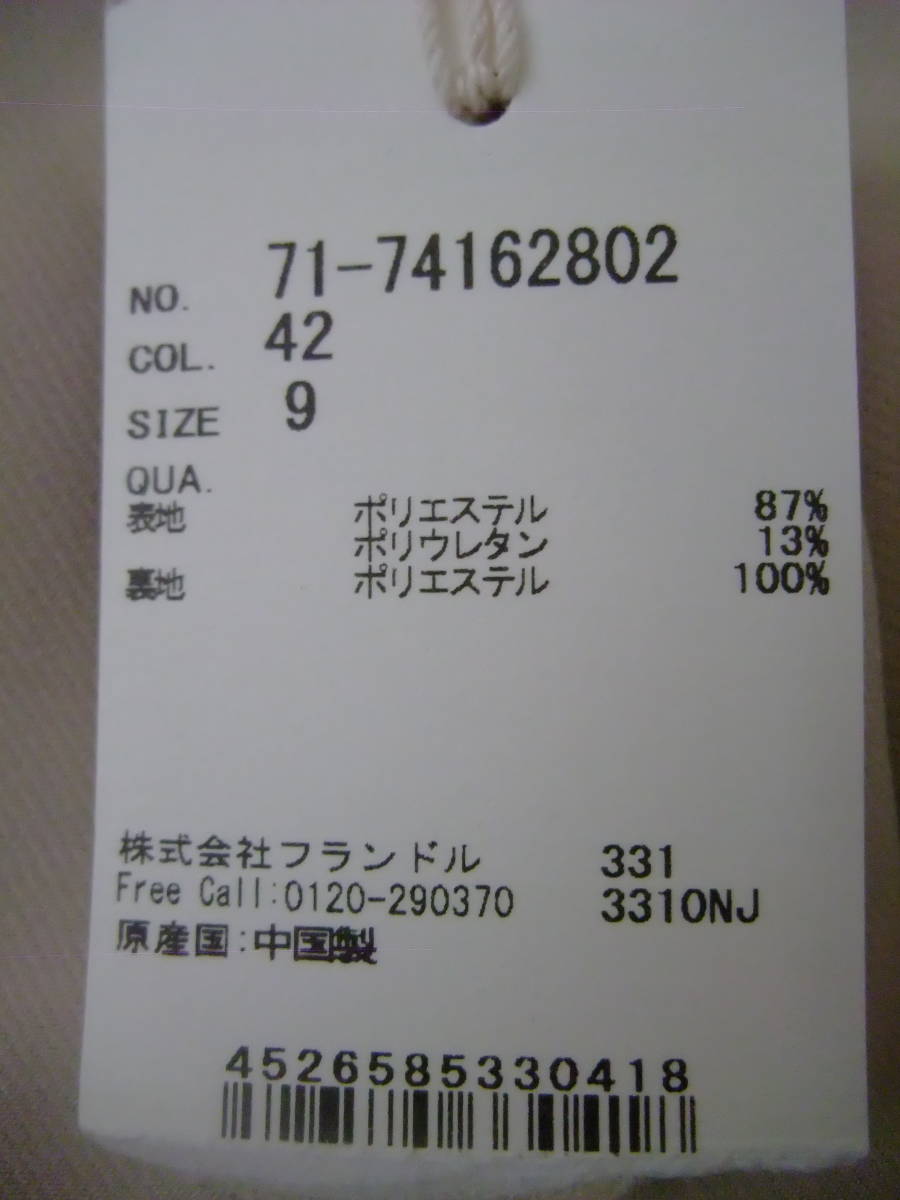 NO. 71-74162802
COL. 42
SIZE 9
QUA.
表地 ポリエステル 87%
ポリウレタン 13%
裏地 ポリエステル 100%
株式会社フランドル 331
Free Call:0120-290370 3310NJ
原産国:中国製
4526585330418